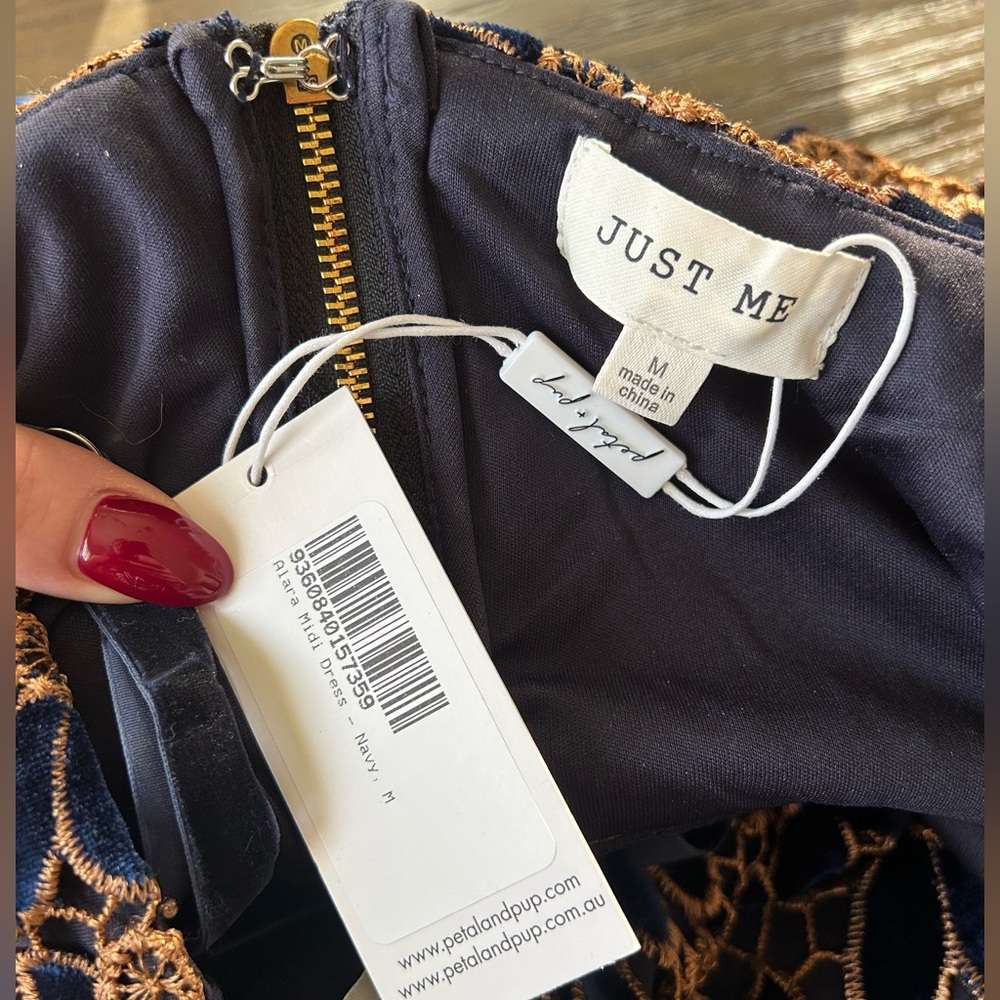 JUST ME
M
made in
china
petal + pup
9360840157359
Alara Midi Dress - Navy, M
www.petalandpup.com
www.petalandpup.com.au